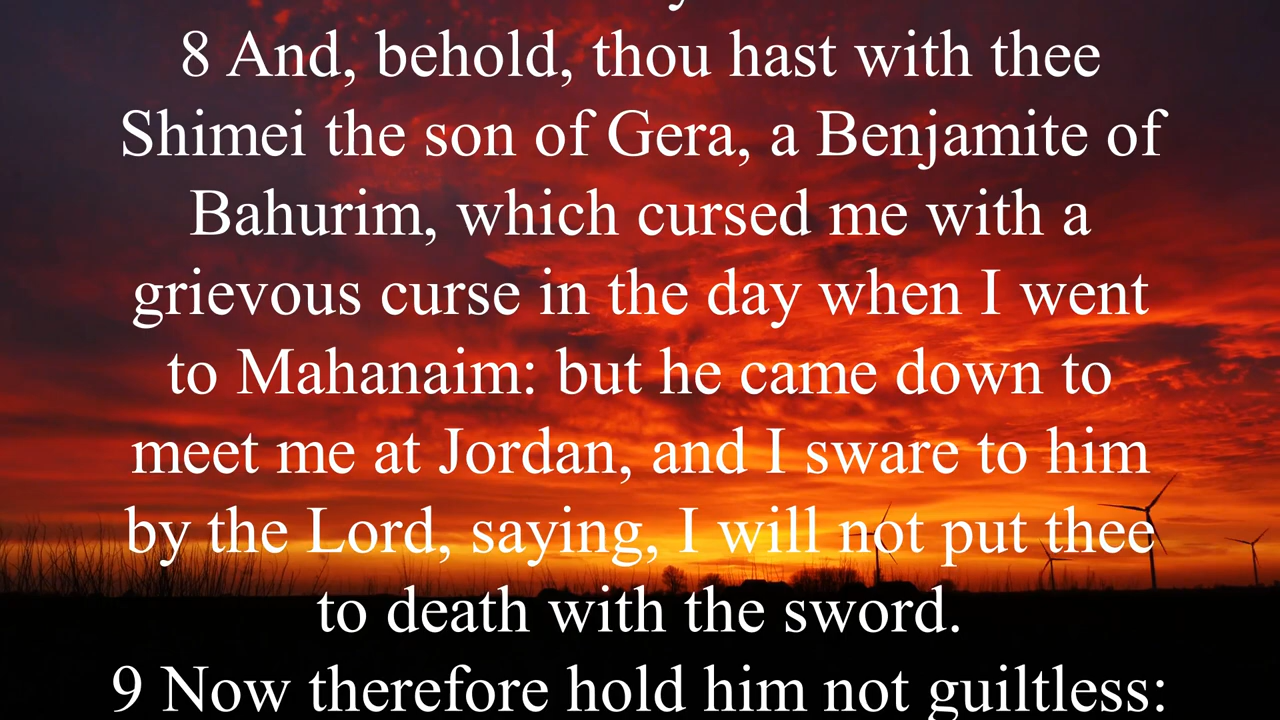 8 And, behold, thou hast with thee
Shimei the son of Gera, a Benjamite of
Bahurim, which cursed me with a
grievous curse in the day when I went
to Mahanaim: but he came down to
meet me at Jordan, and I sware to him
by the Lord, saying, I will not put thee
to death with the sword.
9 Now therefore hold him not guiltless: